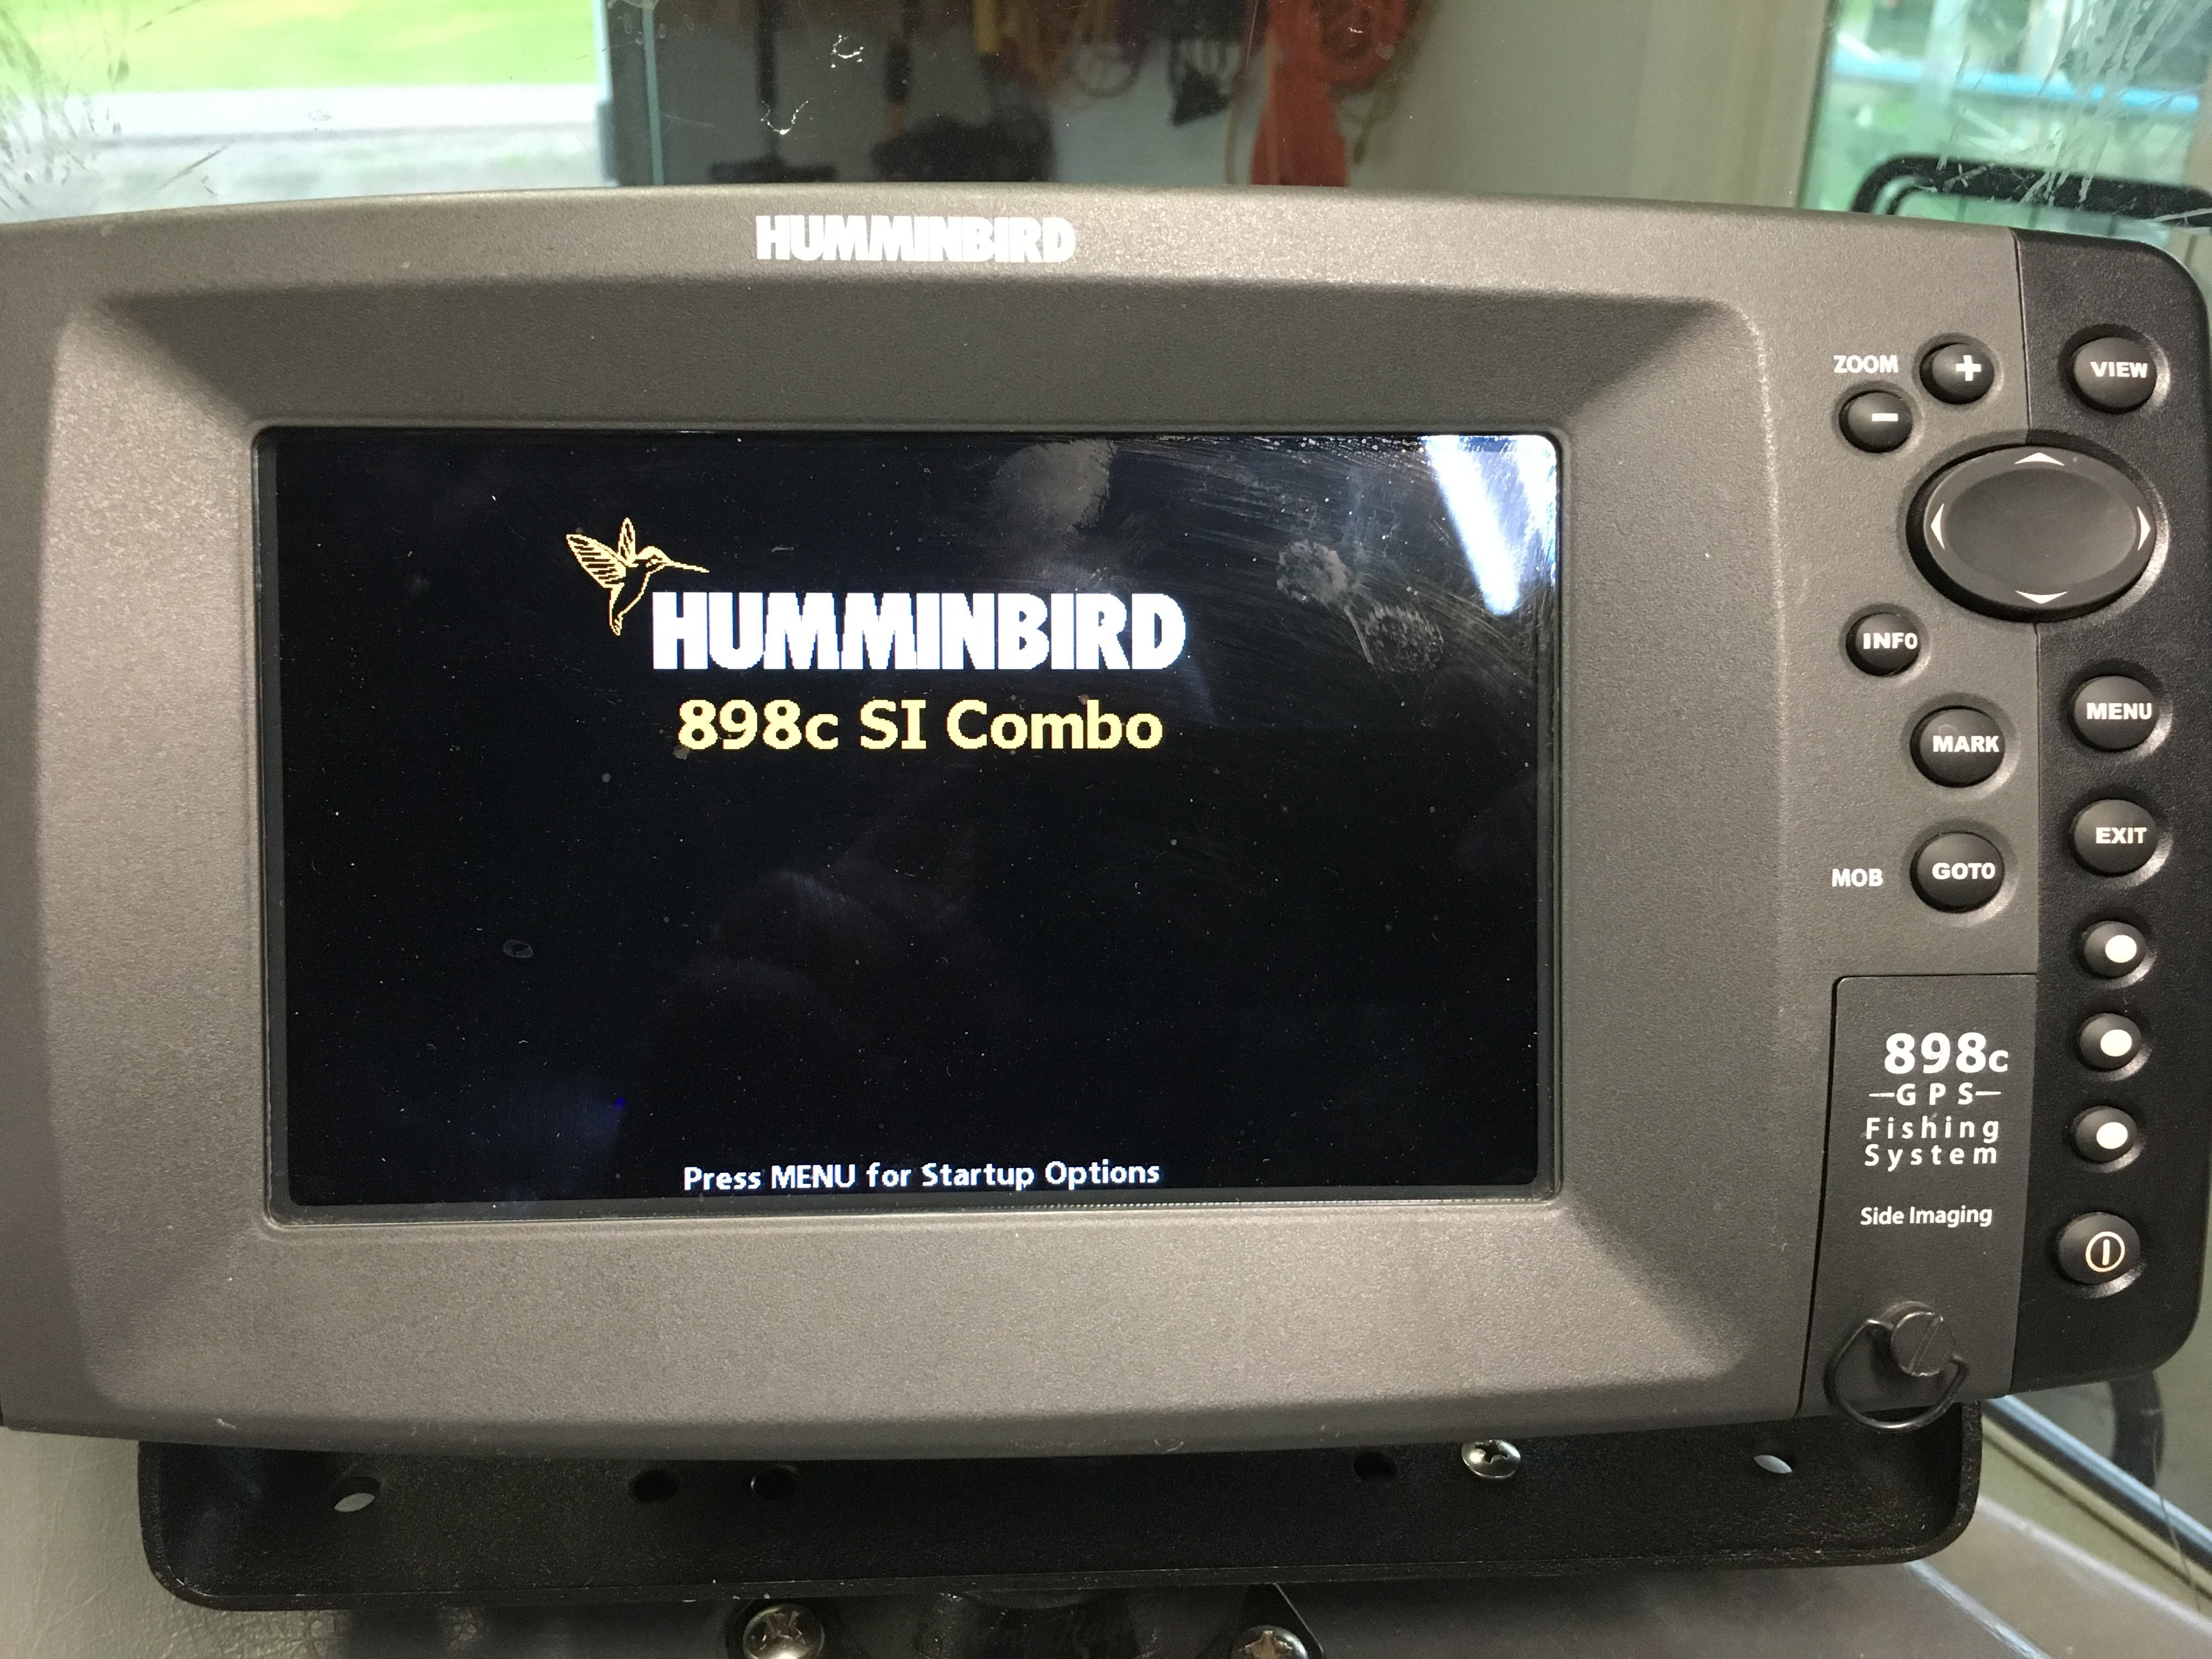 HUMMINBIRD
ZOOM + VIEW
-
HUMMINBIRD
898c SI Combo
INFO
MENU
MARK
EXIT
MOB GOTO
898c
-GPS-
Fishing
System
Side Imaging
Press MENU for Startup Options